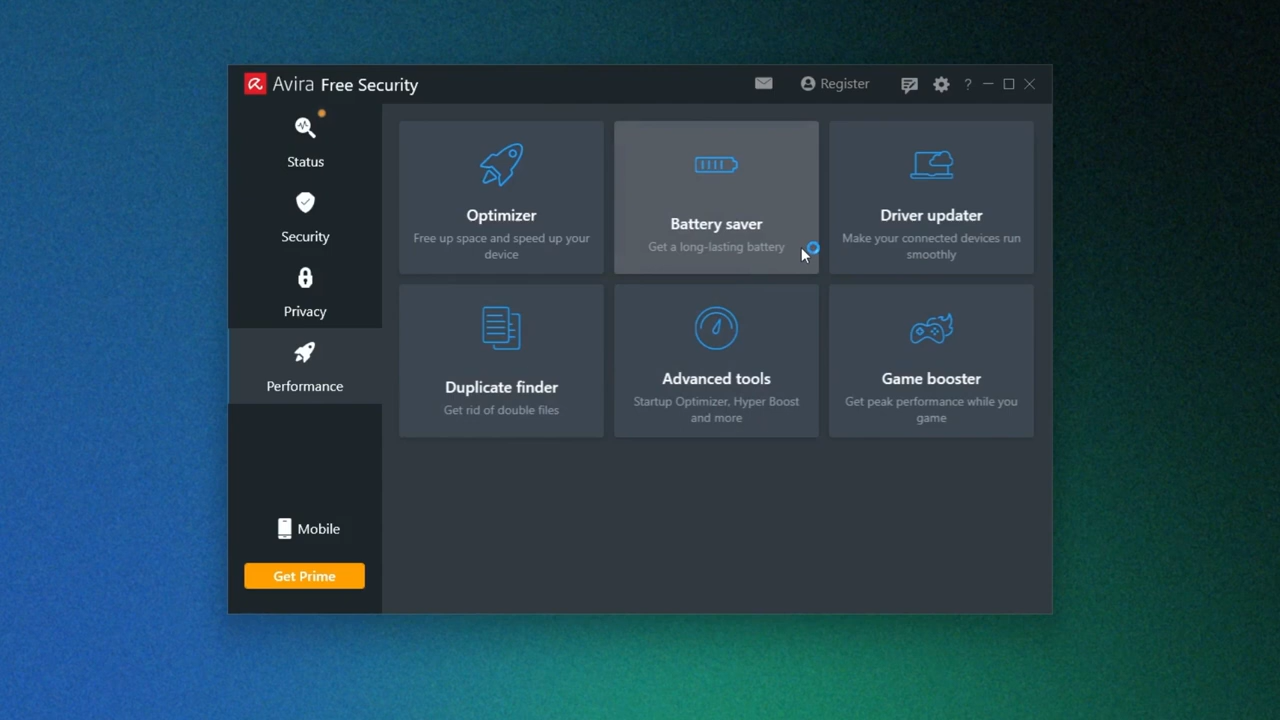 Avira Free Security
Register
?
Status
Security
Privacy
Performance
Mobile
Get Prime
Optimizer
Free up space and speed up your
device
Battery saver
Get a long-lasting battery
Driver updater
Make your connected devices run
smoothly
Duplicate finder
Get rid of double files
Advanced tools
Startup Optimizer, Hyper Boost
and more
Game booster
Get peak performance while you
game